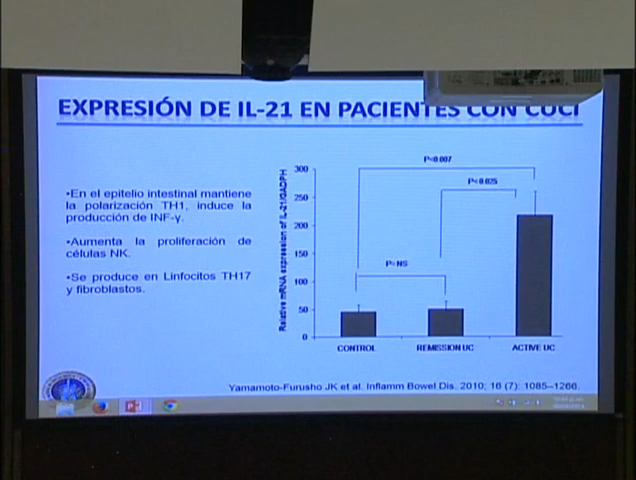 EXPRESIÓN DE IL-21 EN PACIENTES CON CUCI
•En el epitelio intestinal mantiene
la polarización TH1, induce la
producción de INF-γ.
•Aumenta la proliferación de
células NK.
•Se produce en Linfocitos TH17
y fibroblastos.
Relative mRNA expression of IL-21/GADPH
300
250
200
150
100
50
0
P<0.007
P<0.025
P=NS
CONTROL
REMISSION UC
ACTIVE UC
Yamamoto-Furusho JK et al. Inflamm Bowel Dis. 2010; 16 (7): 1085–1266.